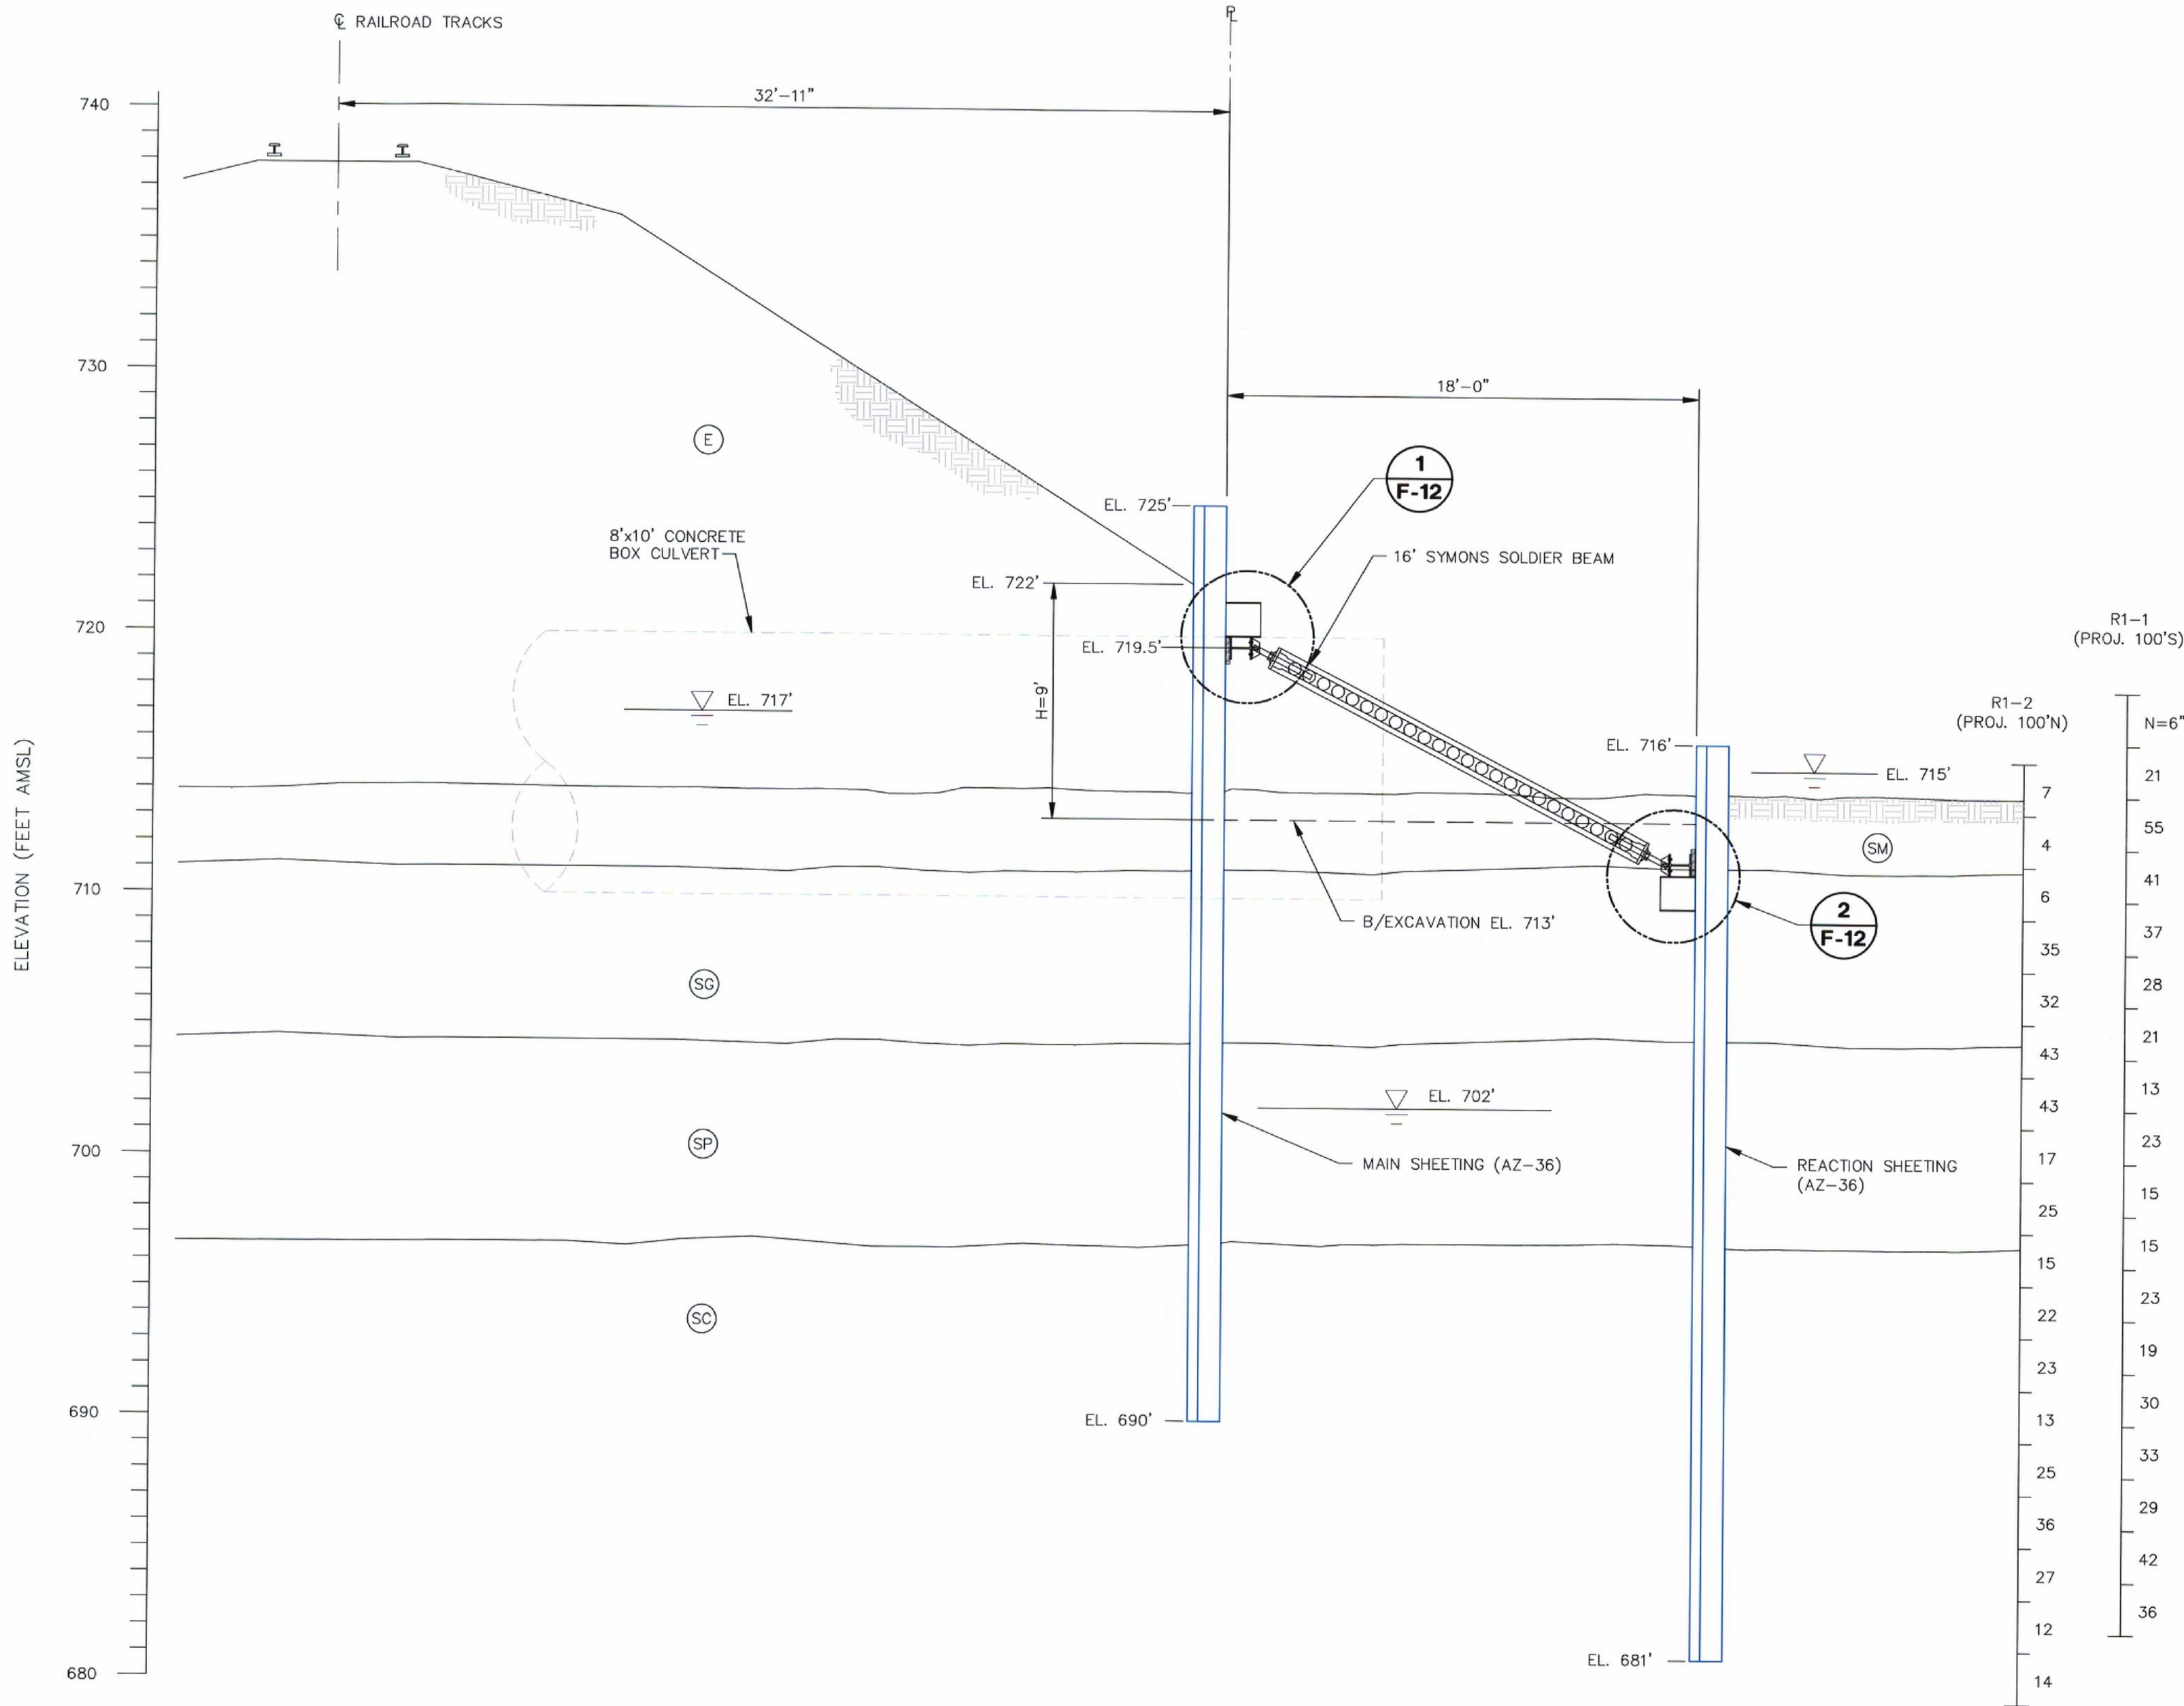 ℄ RAILROAD TRACKS
PL
740
32'-11"
730
18'-0"
E
1
F-12
EL. 725'
8'x10' CONCRETE
BOX CULVERT
16' SYMONS SOLDIER BEAM
EL. 722'
720
EL. 719.5'
R1-1
(PROJ. 100'S)
H=9'
EL. 717'
R1-2
(PROJ. 100'N)
N=6"
EL. 716'
EL. 715'
ELEVATION (FEET AMSL)
SM
710
B/EXCAVATION EL. 713'
2
F-12
SG
EL. 702'
700
SP
MAIN SHEETING (AZ-36)
REACTION SHEETING
(AZ-36)
SC
690
EL. 690'
680
EL. 681'
7
4
6
35
32
43
43
17
25
15
22
23
13
25
36
27
12
14
21
55
41
37
28
21
13
23
15
15
23
19
30
33
29
42
36